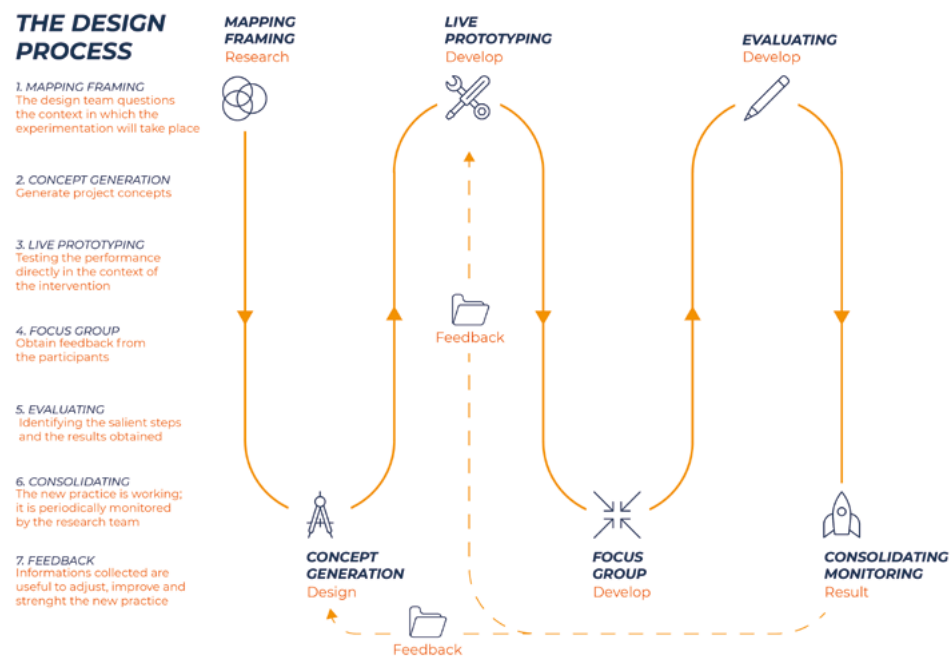 THE DESIGN
PROCESS
1. MAPPING FRAMING
The design team questions
the context in which the
experimentation will take place
2. CONCEPT GENERATION
Generate project concepts
3. LIVE PROTOTYPING
Testing the performance
directly in the context of
the intervention
4. FOCUS GROUP
Obtain feedback from
the participants
5. EVALUATING
Identifying the salient steps
and the results obtained
6. CONSOLIDATING
The new practice is working;
it is periodically monitored
by the research team
7. FEEDBACK
Informations collected are
useful to adjust, improve and
strenght the new practice
MAPPING
FRAMING
Research
LIVE
PROTOTYPING
Develop
EVALUATING
Develop
Feedback
CONCEPT
GENERATION
Design
FOCUS
GROUP
Develop
CONSOLIDATING
MONITORING
Result
Feedback